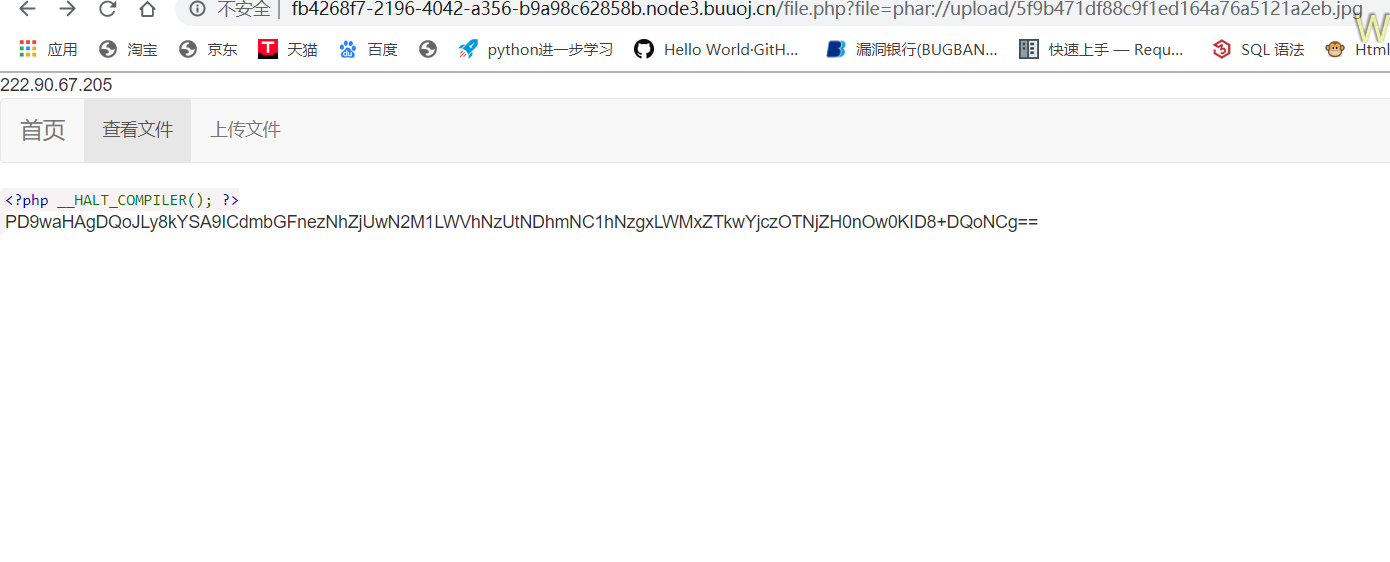 不安全 | fb4268f7-2196-4042-a356-b9a98c62858b.node3.buuoj.cn/file.php?file=phar://upload/5f9b471df88c9f1ed164a76a5121a2eb.jpg
应用 淘宝 京东 T 天猫 百度 python进一步学习 Hello World·GitH... 漏洞银行(BUGBAN... 快速上手 — Requ... SQL 语法 Html
222.90.67.205
首页 查看文件 上传文件
<?php __HALT_COMPILER(); ?>
PD9waHAgDQoJLy8kYSA9ICdmbGFnezNhZjUwN2M1LWVhNzUtNDhmNC1hNzgxLWMxZTkwYjczOTNjZH0nOw0KID8+DQoNCg==